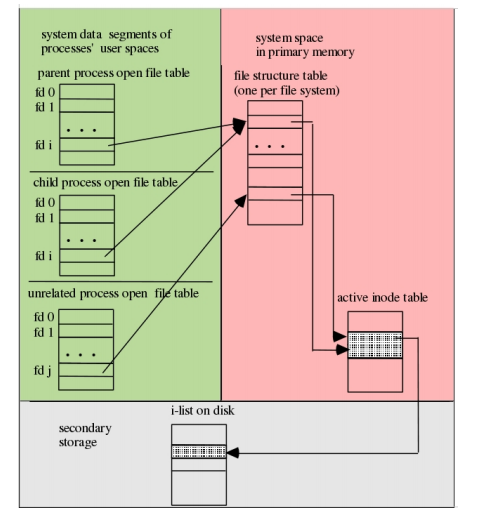 system data segments of
processes' user spaces
parent process open file table
fd 0
fd 1
. . .
fd i
child process open file table
fd 0
fd 1
. . .
fd i
unrelated process open file table
fd 0
fd 1
. . .
fd j
system space
in primary memory
file structure table
(one per file system)
. . .
active inode table
secondary
storage
i-list on disk